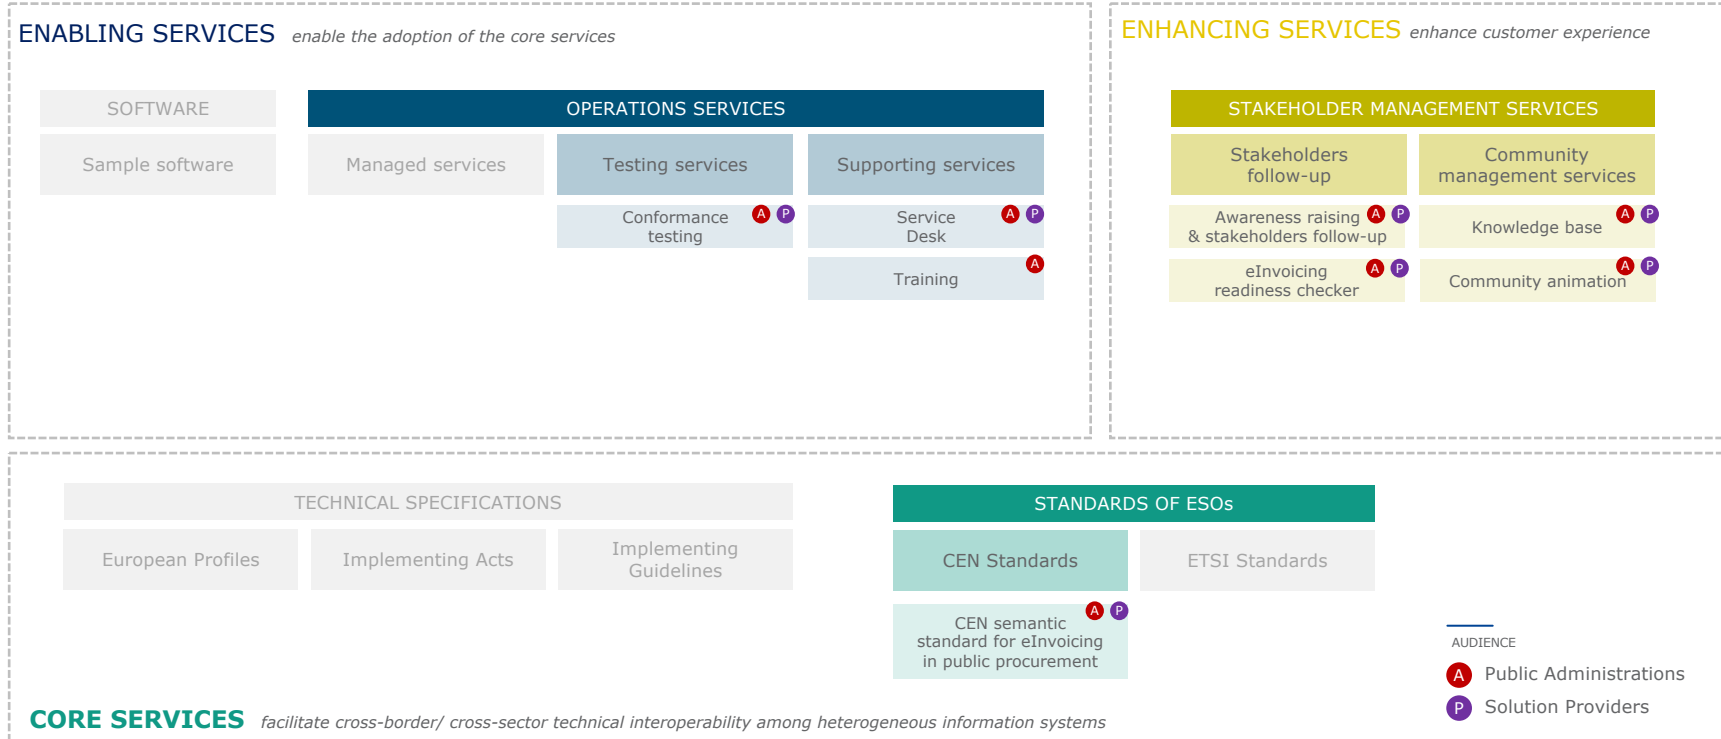 ENABLING SERVICES enable the adoption of the core services
SOFTWARE
Sample software
OPERATIONS SERVICES
Managed services
Testing services
Supporting services
Conformance
testing
A P
Service
Desk
A P
Training
A
ENHANCING SERVICES enhance customer experience
STAKEHOLDER MANAGEMENT SERVICES
Stakeholders
follow-up
Community
management services
Awareness raising
& stakeholders follow-up
A P
Knowledge base
A P
eInvoicing
readiness checker
A P
Community animation
A P
TECHNICAL SPECIFICATIONS
European Profiles
Implementing Acts
Implementing
Guidelines
STANDARDS OF ESOs
CEN Standards
ETSI Standards
CEN semantic
standard for eInvoicing
in public procurement
A P
CORE SERVICES facilitate cross-border/ cross-sector technical interoperability among heterogeneous information systems
AUDIENCE
A Public Administrations
P Solution Providers